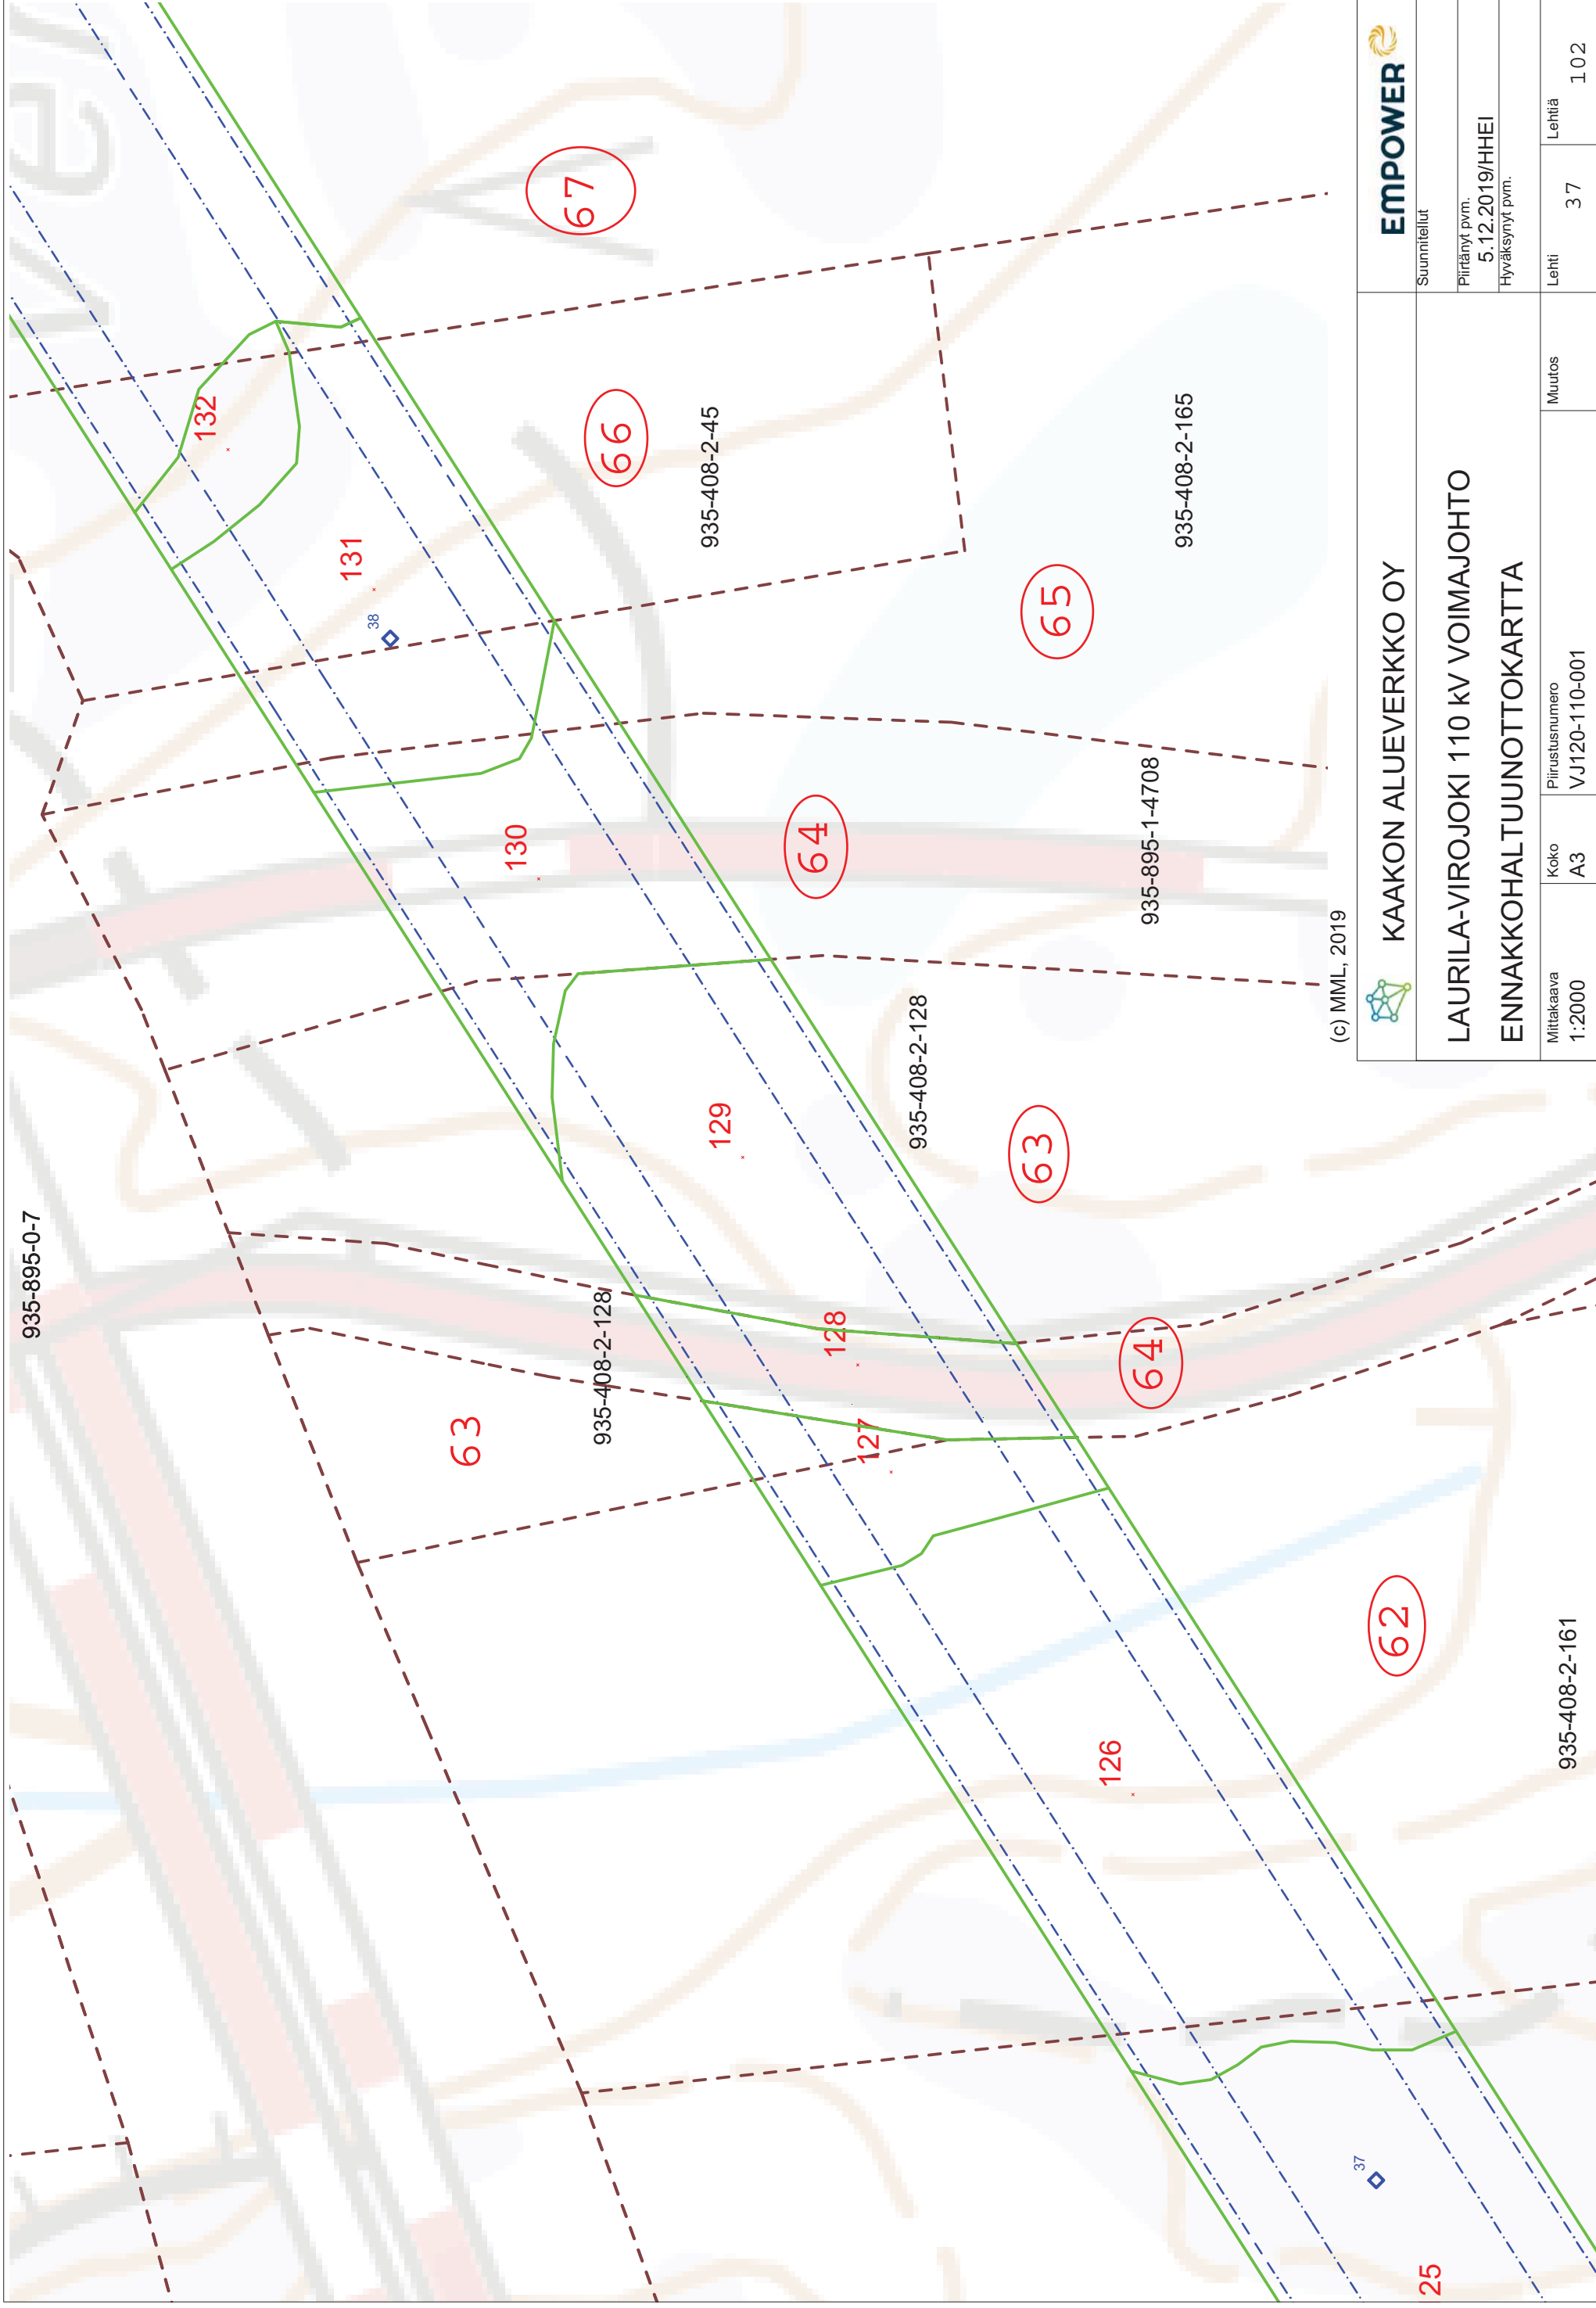 935-895-0-7
132
67
131
38
66
935-408-2-45
130
64
65
935-408-2-165
129
935-895-1-4708
935-408-2-128
63
935-408-2-128
63
128
127
64
126
62
935-408-2-161
37
25
(c) MML, 2019
KAAKON ALUEVERKKO OY
EMPOWER
LAURILA-VIROJOKI 110 kV VOIMAJOHTO
ENNAKKOHALTUUNOTTOKARTTA
Suunnitellut
Piirtänyt pvm.
5.12.2019/HHEI
Hyväksynyt pvm.
Mittakaava
1:2000
Koko
A3
Piirustusnumero
VJ120-110-001
Muutos
Lehti
37
Lehtiä
102